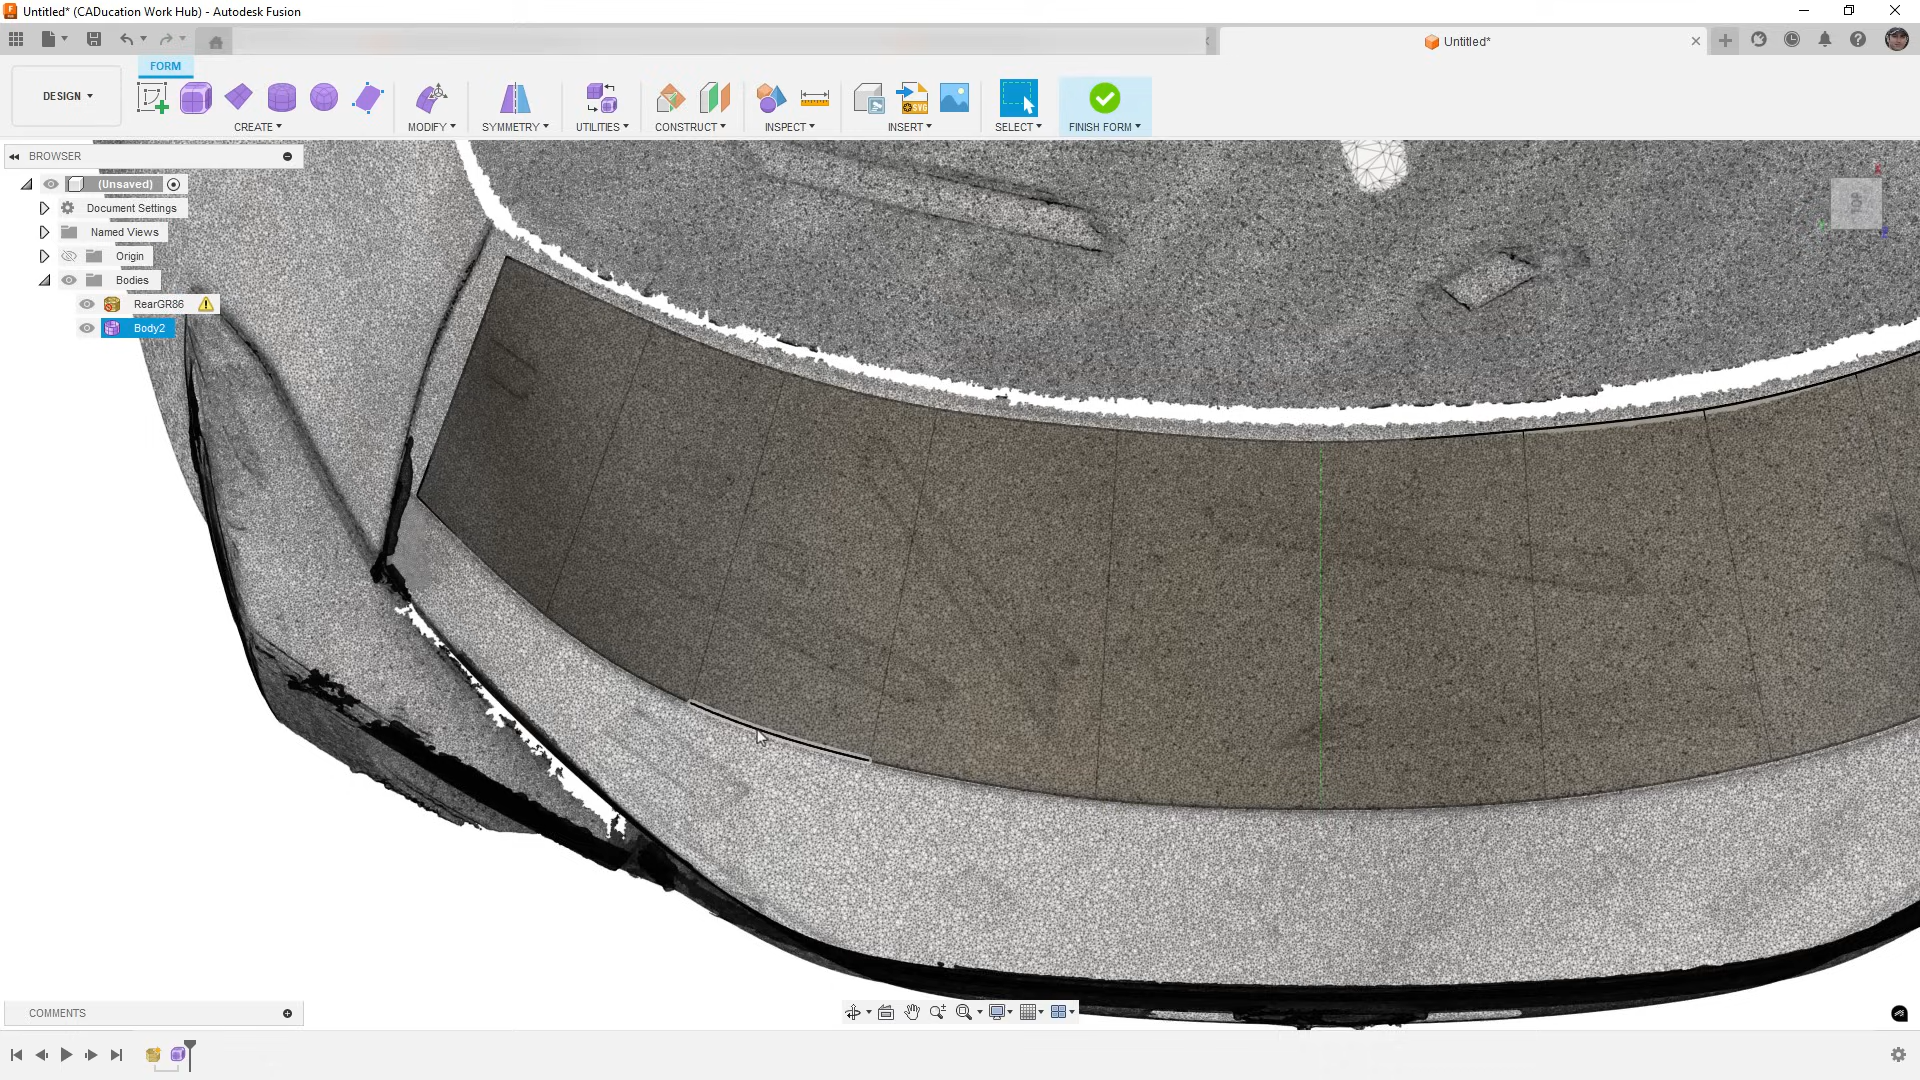 Untitled* (CADucation Work Hub) - Autodesk Fusion
Untitled*
FORM
DESIGN
CREATE
MODIFY
SYMMETRY
UTILITIES
CONSTRUCT
INSPECT
INSERT
SELECT
FINISH FORM
BROWSER
(Unsaved)
Document Settings
Named Views
Origin
Bodies
RearGR86
Body2
TOP
COMMENTS